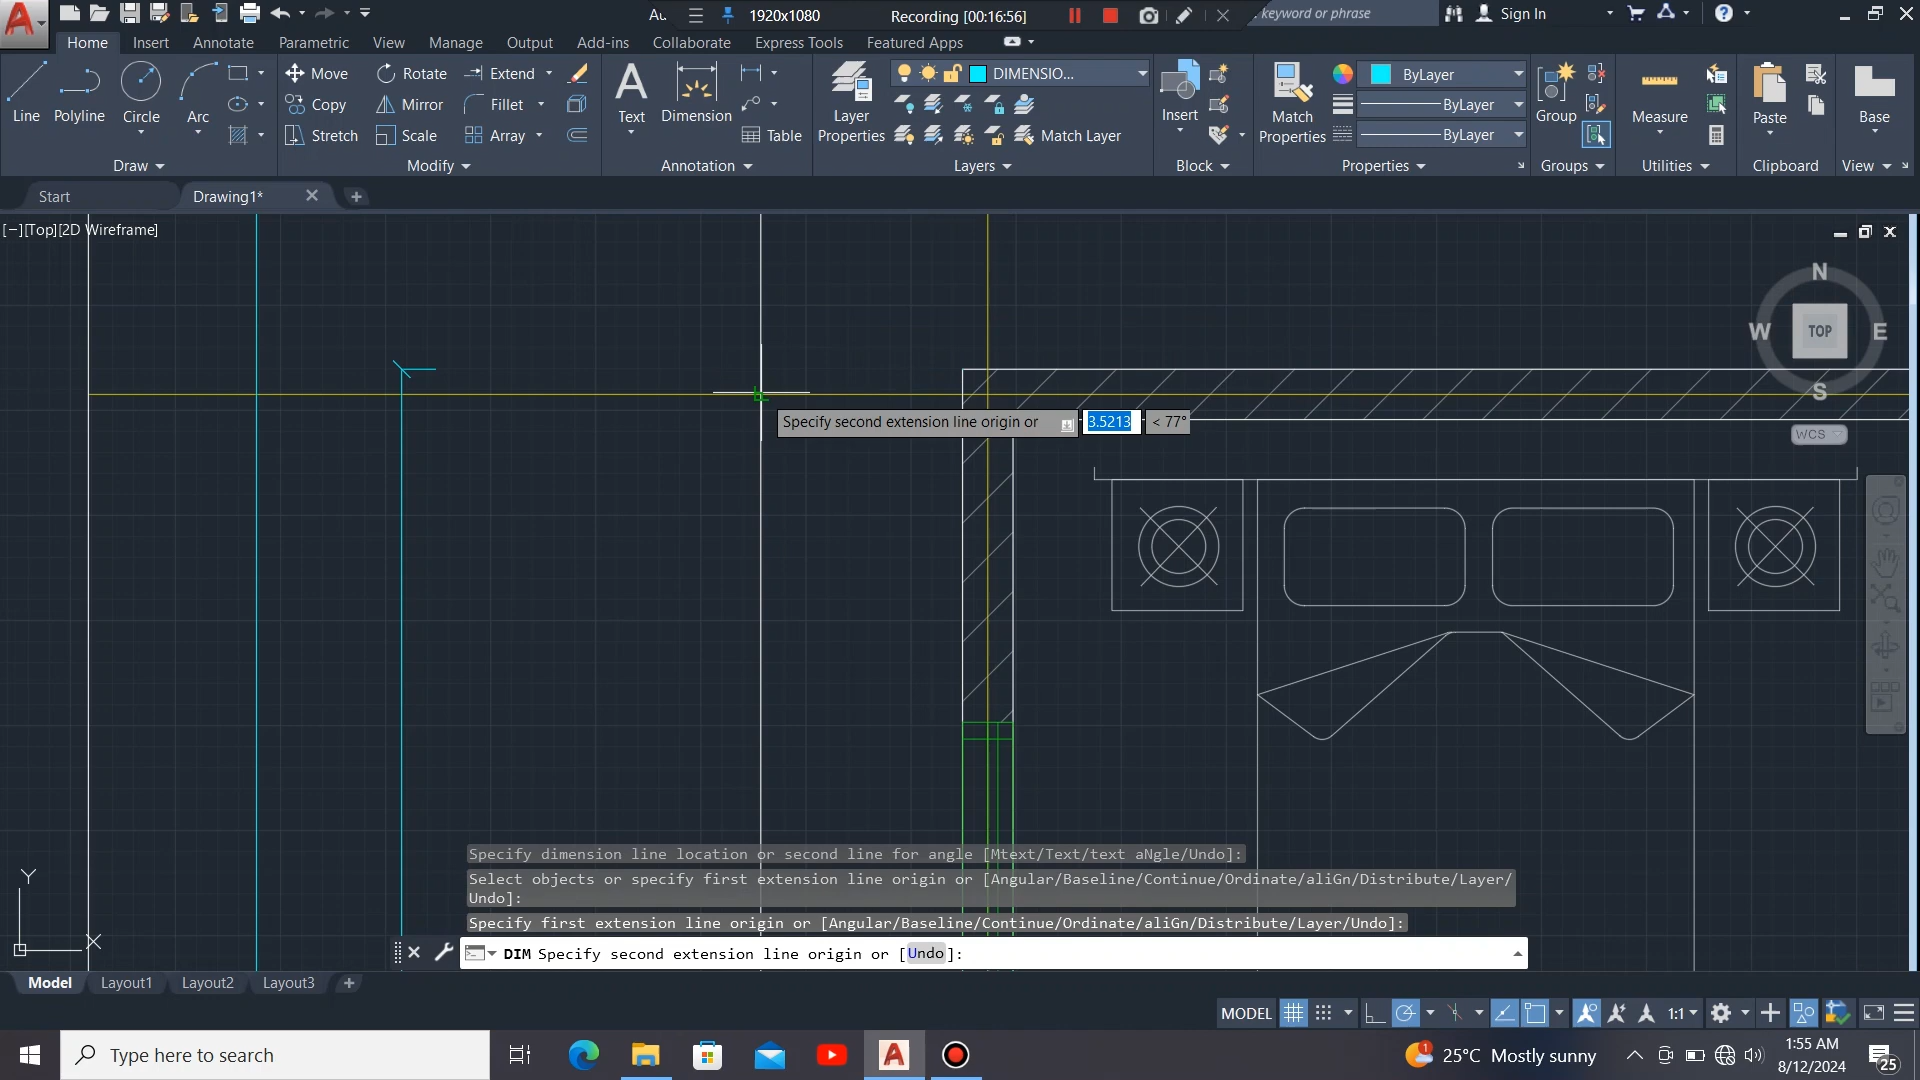 Au
1920x1080
Recording [00:16:56]
keyword or phrase
Sign In
Home Insert Annotate Parametric View Manage Output Add-ins Collaborate Express Tools Featured Apps
Line Polyline Circle Arc
Move Rotate Extend
Copy Mirror Fillet
Stretch Scale Array
Text Dimension
Table
Layer Properties
DIMENSIO...
Match Layer
Insert
Match Properties
ByLayer
ByLayer
ByLayer
Group
Measure
Paste
Base
Draw Modify Annotation Layers Block Properties Groups Utilities Clipboard View
Start Drawing1*
[−][Top][2D Wireframe]
N
W TOP E
S
WCS
Specify second extension line origin or 3.5213 < 77°
Y
X
Specify dimension line location or second line for angle [Mtext/Text/text aNgle/Undo]:
Select objects or specify first extension line origin or [Angular/Baseline/Continue/Ordinate/aliGn/Distribute/Layer/
Undo]:
Specify first extension line origin or [Angular/Baseline/Continue/Ordinate/aliGn/Distribute/Layer/Undo]:
DIM Specify second extension line origin or [Undo]:
Model Layout1 Layout2 Layout3
MODEL 1:1
Type here to search
1
25°C Mostly sunny
1:55 AM
8/12/2024
25